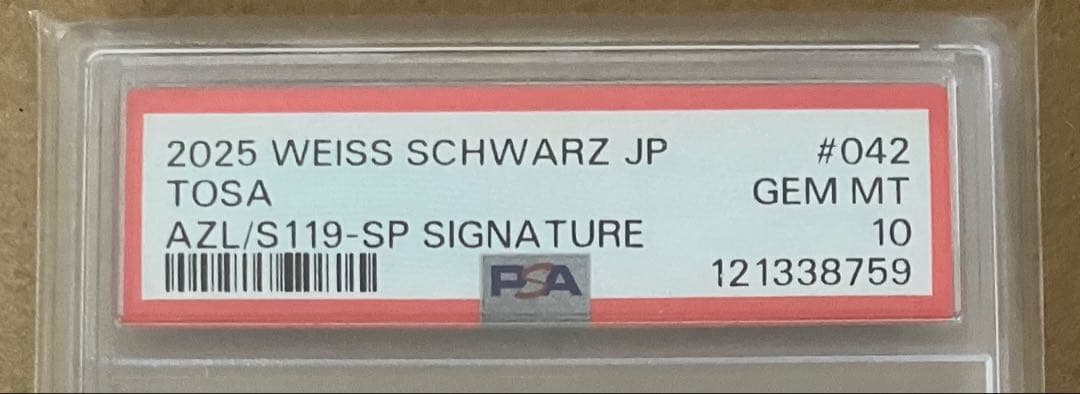 2025 WEISS SCHWARZ JP #042
TOSA GEM MT
AZL/S119-SP SIGNATURE 10
PSA 121338759